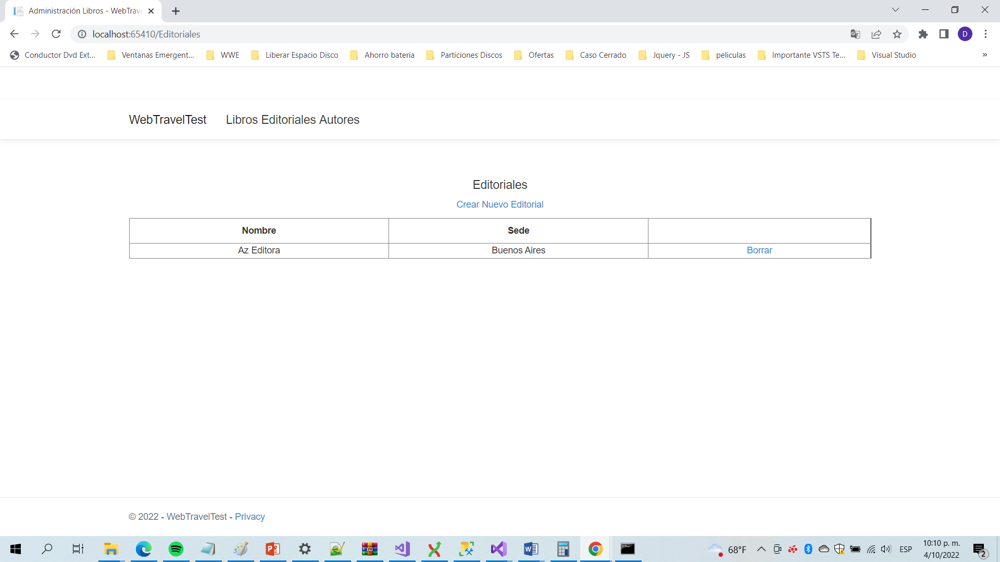 Administración Libros - WebTrave
localhost:65410/Editoriales
D
Conductor Dvd Ext... Ventanas Emergent... WWE Liberar Espacio Disco Ahorro bateria Particiones Discos Ofertas Caso Cerrado Jquery - JS peliculas Importante VSTS Te... Visual Studio »
WebTravelTest Libros Editoriales Autores
Editoriales
Crear Nuevo Editorial
Nombre Sede
Az Editora Buenos Aires Borrar
© 2022 - WebTravelTest - Privacy
68°F ESP 10:10 p. m.
4/10/2022
2